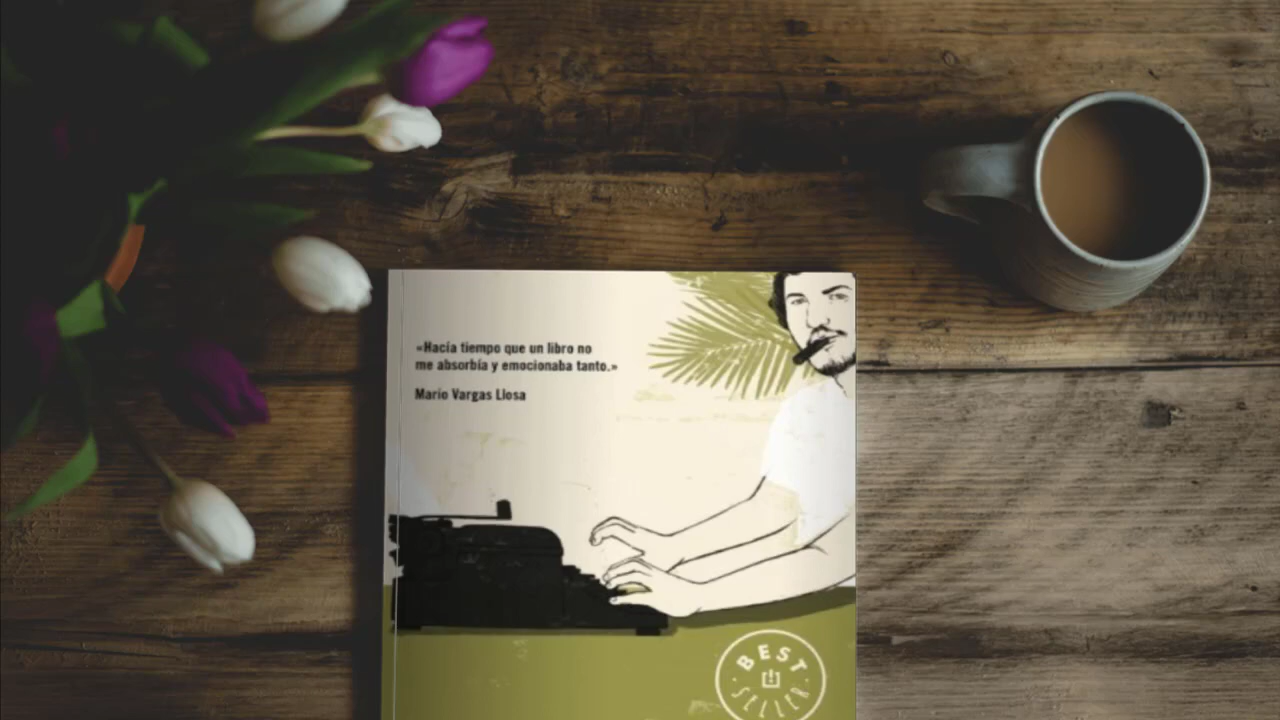 «Hacía tiempo que un libro no
me absorbía y emocionaba tanto.»
Mario Vargas Llosa
BEST
SELLER